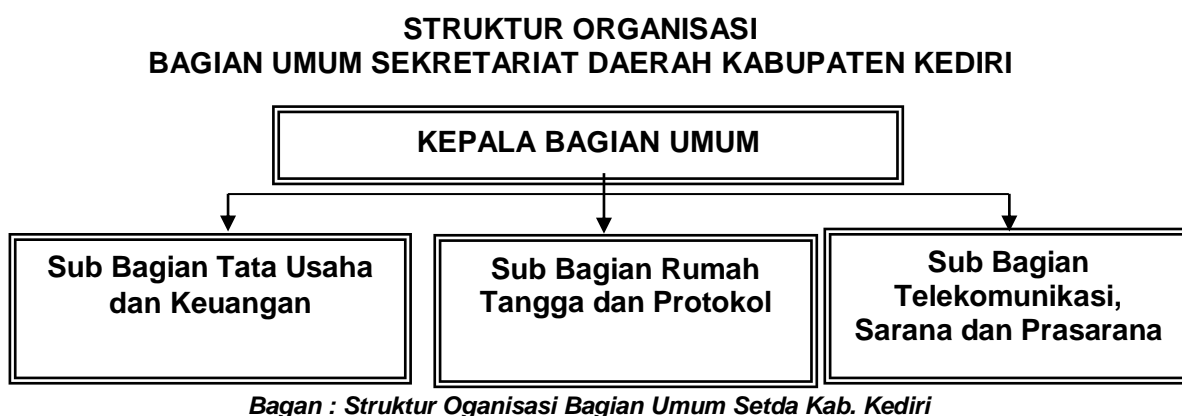 STRUKTUR ORGANISASI
BAGIAN UMUM SEKRETARIAT DAERAH KABUPATEN KEDIRI
KEPALA BAGIAN UMUM
Sub Bagian Tata Usaha
dan Keuangan
Sub Bagian Rumah
Tangga dan Protokol
Sub Bagian
Telekomunikasi,
Sarana dan Prasarana
Bagan : Struktur Oganisasi Bagian Umum Setda Kab. Kediri